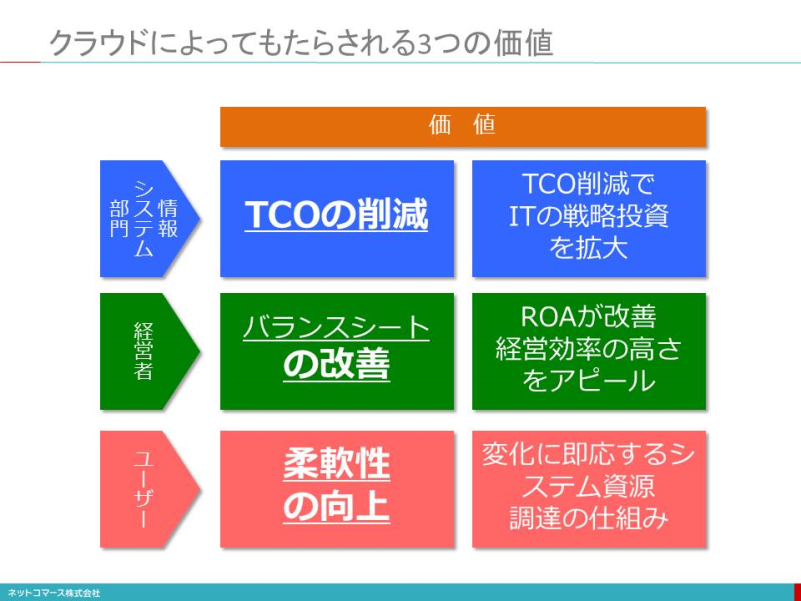 クラウドによってもたらされる3つの価値
価　値
情報
システム
部門
TCOの削減
TCO削減で
ITの戦略投資
を拡大
経営者
バランスシート
の改善
ROAが改善
経営効率の高さ
をアピール
ユーザー
柔軟性
の向上
変化に即応するシ
ステム資源
調達の仕組み
ネットコマース株式会社